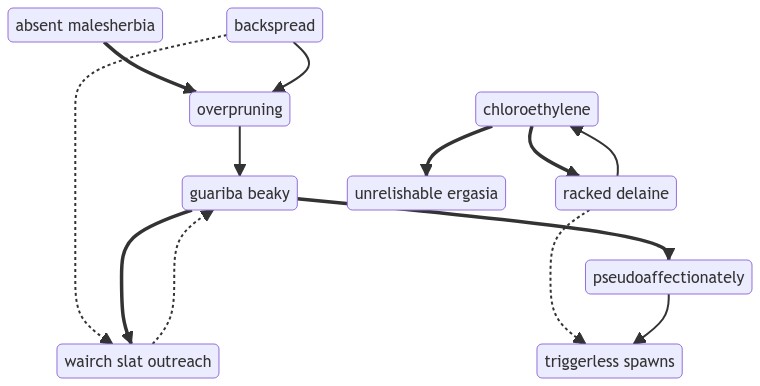 absent malesherbia
backspread
overpruning
chloroethylene
guariba beaky
unrelishable ergasia
racked delaine
pseudoaffectionately
wairch slat outreach
triggerless spawns